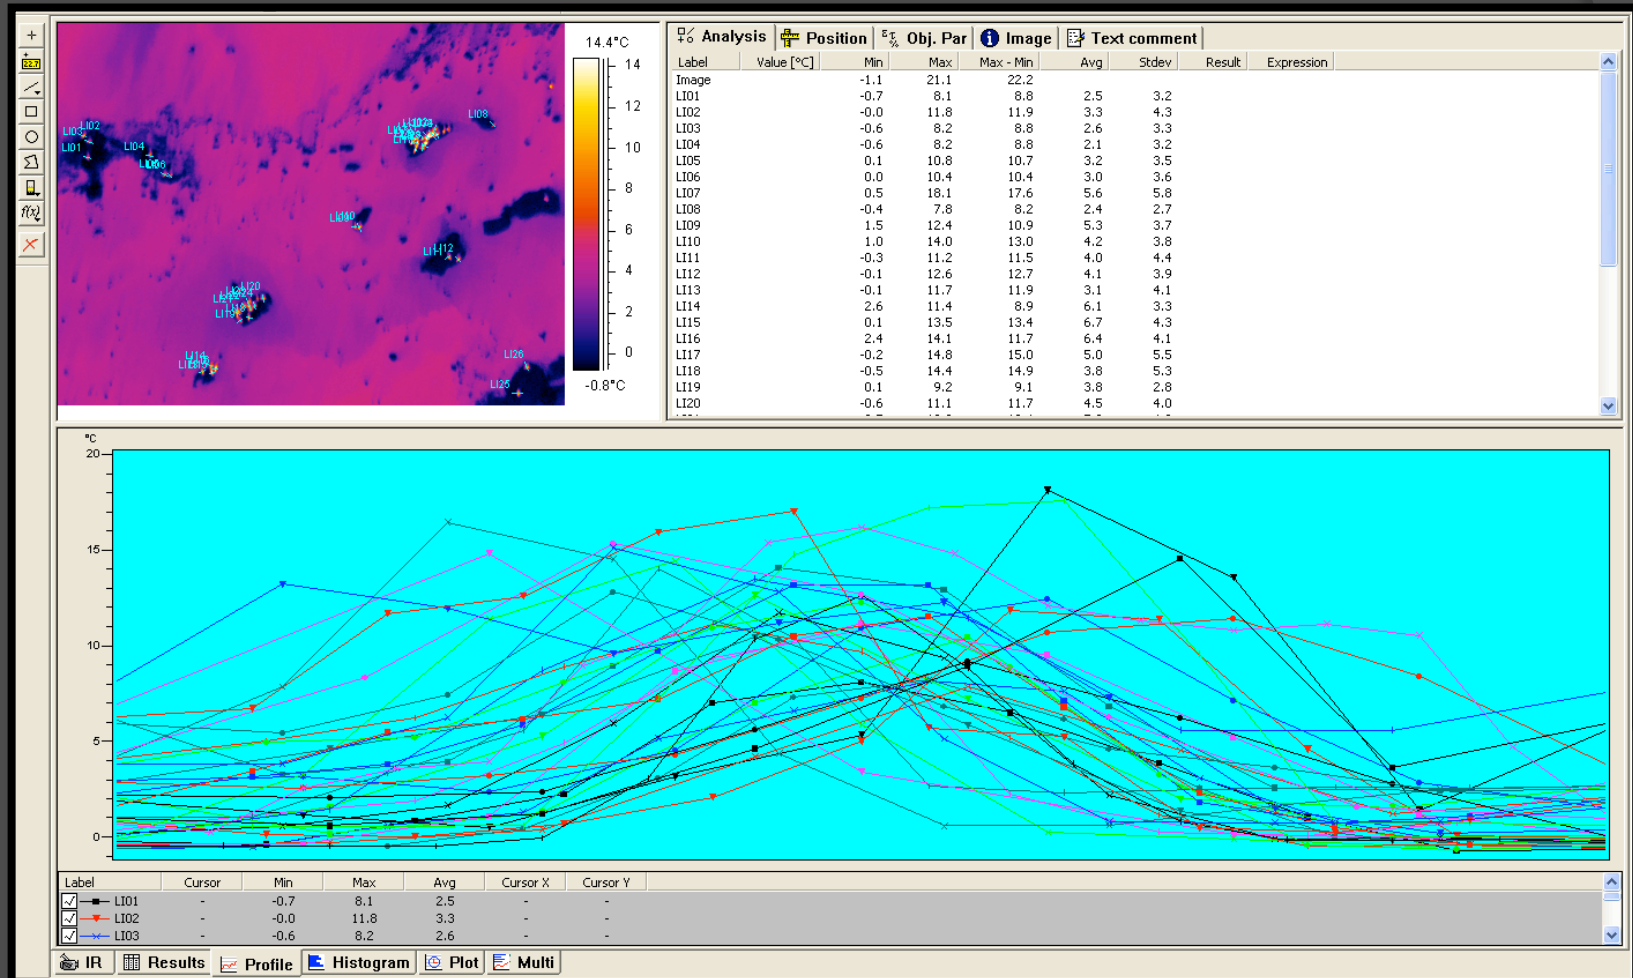 14.4°C
14
12
10
8
6
4
2
0
-0.8°C
22.7
f(x)
LI02
LI03
LI01
LI04
LI08
LI12
LI20
LI14
LI26
LI25
Analysis Position Obj. Par Image Text comment
Label Value [°C] Min Max Max - Min Avg Stdev Result Expression
Image -1.1 21.1 22.2
LI01 -0.7 8.1 8.8 2.5 3.2
LI02 -0.0 11.8 11.9 3.3 4.3
LI03 -0.6 8.2 8.8 2.6 3.3
LI04 -0.6 8.2 8.8 2.1 3.2
LI05 0.1 10.8 10.7 3.2 3.5
LI06 0.0 10.4 10.4 3.0 3.6
LI07 0.5 18.1 17.6 5.6 5.8
LI08 -0.4 7.8 8.2 2.4 2.7
LI09 1.5 12.4 10.9 5.3 3.7
LI10 1.0 14.0 13.0 4.2 3.8
LI11 -0.3 11.2 11.5 4.0 4.4
LI12 -0.1 12.6 12.7 4.1 3.9
LI13 -0.1 11.7 11.9 3.1 4.1
LI14 2.6 11.4 8.9 6.1 3.3
LI15 0.1 13.5 13.4 6.7 4.3
LI16 2.4 14.1 11.7 6.4 4.1
LI17 -0.2 14.8 15.0 5.0 5.5
LI18 -0.5 14.4 14.9 3.8 5.3
LI19 0.1 9.2 9.1 3.8 2.8
LI20 -0.6 11.1 11.7 4.5 4.0
°C
20
15
10
5
0
Label Cursor Min Max Avg Cursor X Cursor Y
LI01 - -0.7 8.1 2.5 - -
LI02 - -0.0 11.8 3.3 - -
LI03 - -0.6 8.2 2.6 - -
IR Results Profile Histogram Plot Multi